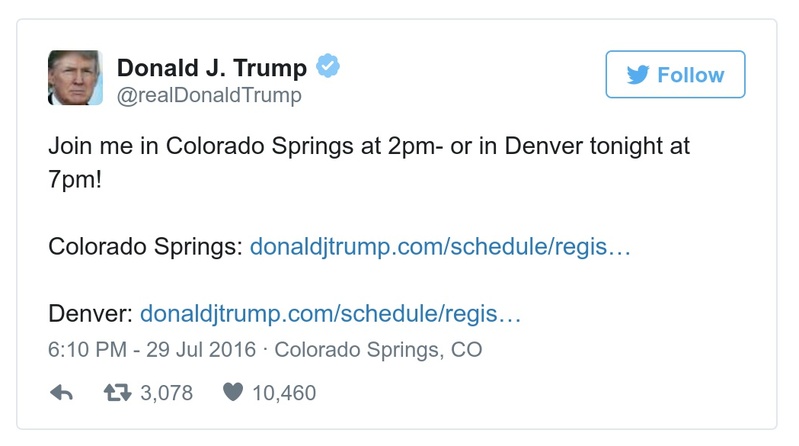 Donald J. Trump
@realDonaldTrump
Follow
Join me in Colorado Springs at 2pm- or in Denver tonight at
7pm!
Colorado Springs: donaldjtrump.com/schedule/regis…
Denver: donaldjtrump.com/schedule/regis…
6:10 PM - 29 Jul 2016 · Colorado Springs, CO
3,078 10,460